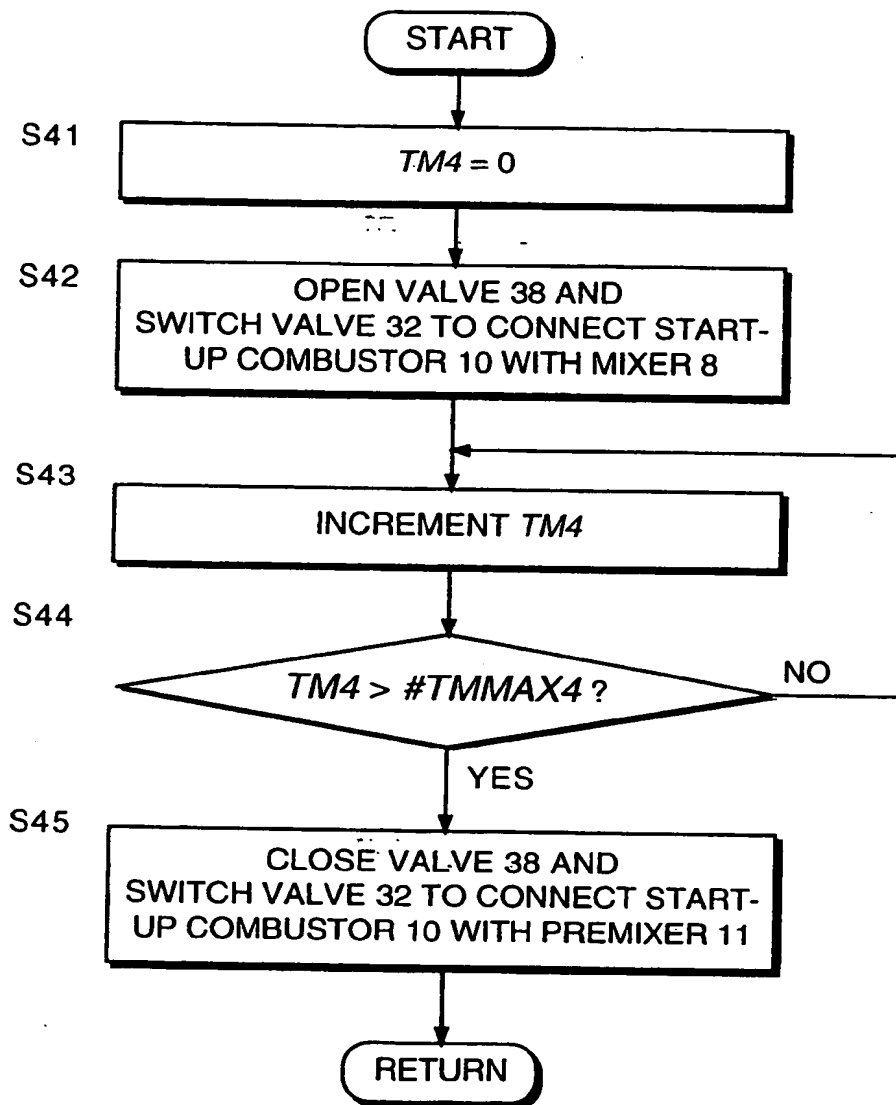 START
S41
TM4 = 0
S42
OPEN VALVE 38 AND
SWITCH VALVE 32 TO CONNECT START-
UP COMBUSTOR 10 WITH MIXER 8
S43
INCREMENT TM4
S44
TM4 > #TMMAX4 ?
NO
YES
S45
CLOSE VALVE 38 AND
SWITCH VALVE 32 TO CONNECT START-
UP COMBUSTOR 10 WITH PREMIXER 11
RETURN